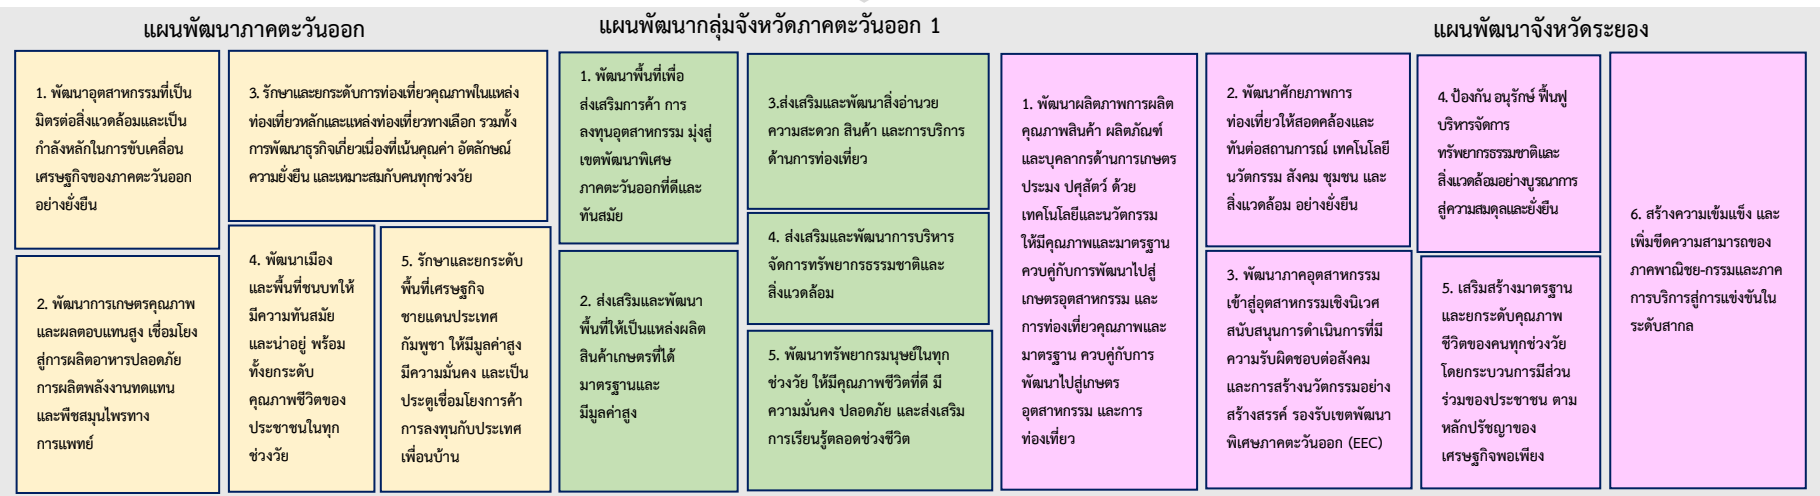 แผนพัฒนาภาคตะวันออก
1. พัฒนาอุตสาหกรรมที่เป็น
มิตรต่อสิ่งแวดล้อมและเป็น
กำลังหลักในการขับเคลื่อน
เศรษฐกิจของภาคตะวันออก
อย่างยั่งยืน
2. พัฒนาการเกษตรคุณภาพ
และผลตอบแทนสูง เชื่อมโยง
สู่การผลิตอาหารปลอดภัย
การผลิตพลังงานทดแทน
และพืชสมุนไพรทาง
การแพทย์
3. รักษาและยกระดับการท่องเที่ยวคุณภาพในแหล่ง
ท่องเที่ยวหลักและแหล่งท่องเที่ยวทางเลือก รวมทั้ง
การพัฒนาธุรกิจเกี่ยวเนื่องที่เน้นคุณค่า อัตลักษณ์
ความยั่งยืน และเหมาะสมกับคนทุกช่วงวัย
4. พัฒนาเมือง
และพื้นที่ชนบทให้
มีความทันสมัย
และน่าอยู่ พร้อม
ทั้งยกระดับ
คุณภาพชีวิตของ
ประชาชนในทุก
ช่วงวัย
5. รักษาและยกระดับ
พื้นที่เศรษฐกิจ
ชายแดนประเทศ
กัมพูชา ให้มีมูลค่าสูง
มีความมั่นคง และเป็น
ประตูเชื่อมโยงการค้า
การลงทุนกับประเทศ
เพื่อนบ้าน
แผนพัฒนากลุ่มจังหวัดภาคตะวันออก 1
1. พัฒนาพื้นที่เพื่อ
ส่งเสริมการค้า การ
ลงทุนอุตสาหกรรม มุ่งสู่
เขตพัฒนาพิเศษ
ภาคตะวันออกที่ดีและ
ทันสมัย
2. ส่งเสริมและพัฒนา
พื้นที่ให้เป็นแหล่งผลิต
สินค้าเกษตรที่ได้
มาตรฐานและ
มีมูลค่าสูง
3.ส่งเสริมและพัฒนาสิ่งอำนวย
ความสะดวก สินค้า และการบริการ
ด้านการท่องเที่ยว
4. ส่งเสริมและพัฒนาการบริหาร
จัดการทรัพยากรธรรมชาติและ
สิ่งแวดล้อม
5. พัฒนาทรัพยากรมนุษย์ในทุก
ช่วงวัย ให้มีคุณภาพชีวิตที่ดี มี
ความมั่นคง ปลอดภัย และส่งเสริม
การเรียนรู้ตลอดช่วงชีวิต
แผนพัฒนาจังหวัดระยอง
1. พัฒนาผลิตภาพการผลิต
คุณภาพสินค้า ผลิตภัณฑ์
และบุคลากรด้านการเกษตร
ประมง ปศุสัตว์ ด้วย
เทคโนโลยีและนวัตกรรม
ให้มีคุณภาพและมาตรฐาน
ควบคู่กับการพัฒนาไปสู่
เกษตรอุตสาหกรรม และ
การท่องเที่ยวคุณภาพและ
มาตรฐาน ควบคู่กับการ
พัฒนาไปสู่เกษตร
อุตสาหกรรม และการ
ท่องเที่ยว
2. พัฒนาศักยภาพการ
ท่องเที่ยวให้สอดคล้องและ
ทันต่อสถานการณ์ เทคโนโลยี
นวัตกรรม สังคม ชุมชน และ
สิ่งแวดล้อม อย่างยั่งยืน
3. พัฒนาภาคอุตสาหกรรม
เข้าสู่อุตสาหกรรมเชิงนิเวศ
สนับสนุนการดำเนินการที่มี
ความรับผิดชอบต่อสังคม
และการสร้างนวัตกรรมอย่าง
สร้างสรรค์ รองรับเขตพัฒนา
พิเศษภาคตะวันออก (EEC)
4. ป้องกัน อนุรักษ์ ฟื้นฟู
บริหารจัดการ
ทรัพยากรธรรมชาติและ
สิ่งแวดล้อมอย่างบูรณาการ
สู่ความสมดุลและยั่งยืน
5. เสริมสร้างมาตรฐาน
และยกระดับคุณภาพ
ชีวิตของคนทุกช่วงวัย
โดยกระบวนการมีส่วน
ร่วมของประชาชน ตาม
หลักปรัชญาของ
เศรษฐกิจพอเพียง
6. สร้างความเข้มแข็ง และ
เพิ่มขีดความสามารถของ
ภาคพาณิชย-กรรมและภาค
การบริการสู่การแข่งขันใน
ระดับสากล